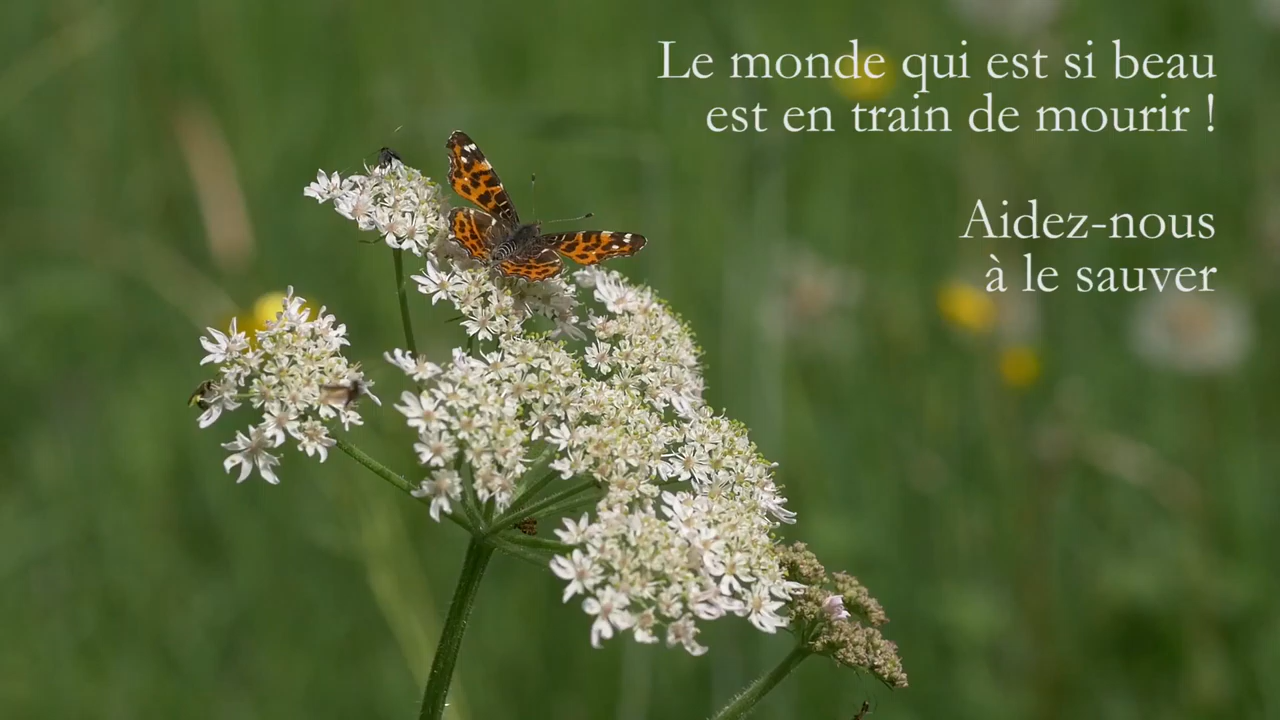 Le monde qui est si beau
est en train de mourir !
Aidez-nous
à le sauver